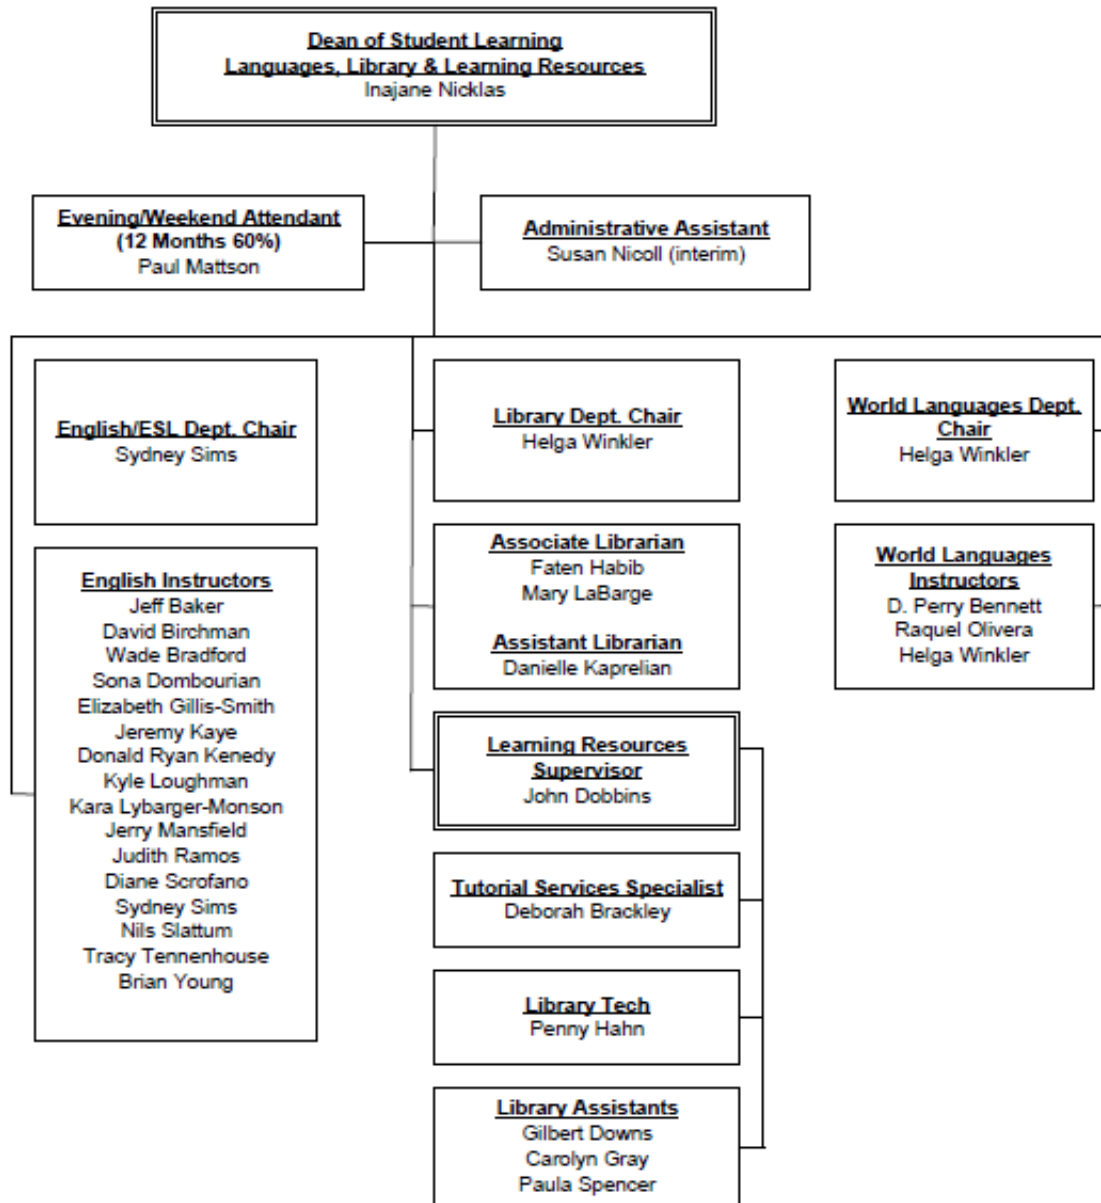 Dean of Student Learning
Languages, Library & Learning Resources
Inajane Nicklas
Evening/Weekend Attendant
(12 Months 60%)
Paul Mattson
Administrative Assistant
Susan Nicoll (interim)
English/ESL Dept. Chair
Sydney Sims
English Instructors
Jeff Baker
David Birchman
Wade Bradford
Sona Dombourian
Elizabeth Gillis-Smith
Jeremy Kaye
Donald Ryan Kenedy
Kyle Loughman
Kara Lybarger-Monson
Jerry Mansfield
Judith Ramos
Diane Scrofano
Sydney Sims
Nils Slattum
Tracy Tennenhouse
Brian Young
Library Dept. Chair
Helga Winkler
Associate Librarian
Faten Habib
Mary LaBarge
Assistant Librarian
Danielle Kaprelian
Learning Resources
Supervisor
John Dobbins
Tutorial Services Specialist
Deborah Brackley
Library Tech
Penny Hahn
Library Assistants
Gilbert Downs
Carolyn Gray
Paula Spencer
World Languages Dept.
Chair
Helga Winkler
World Languages
Instructors
D. Perry Bennett
Raquel Olivera
Helga Winkler